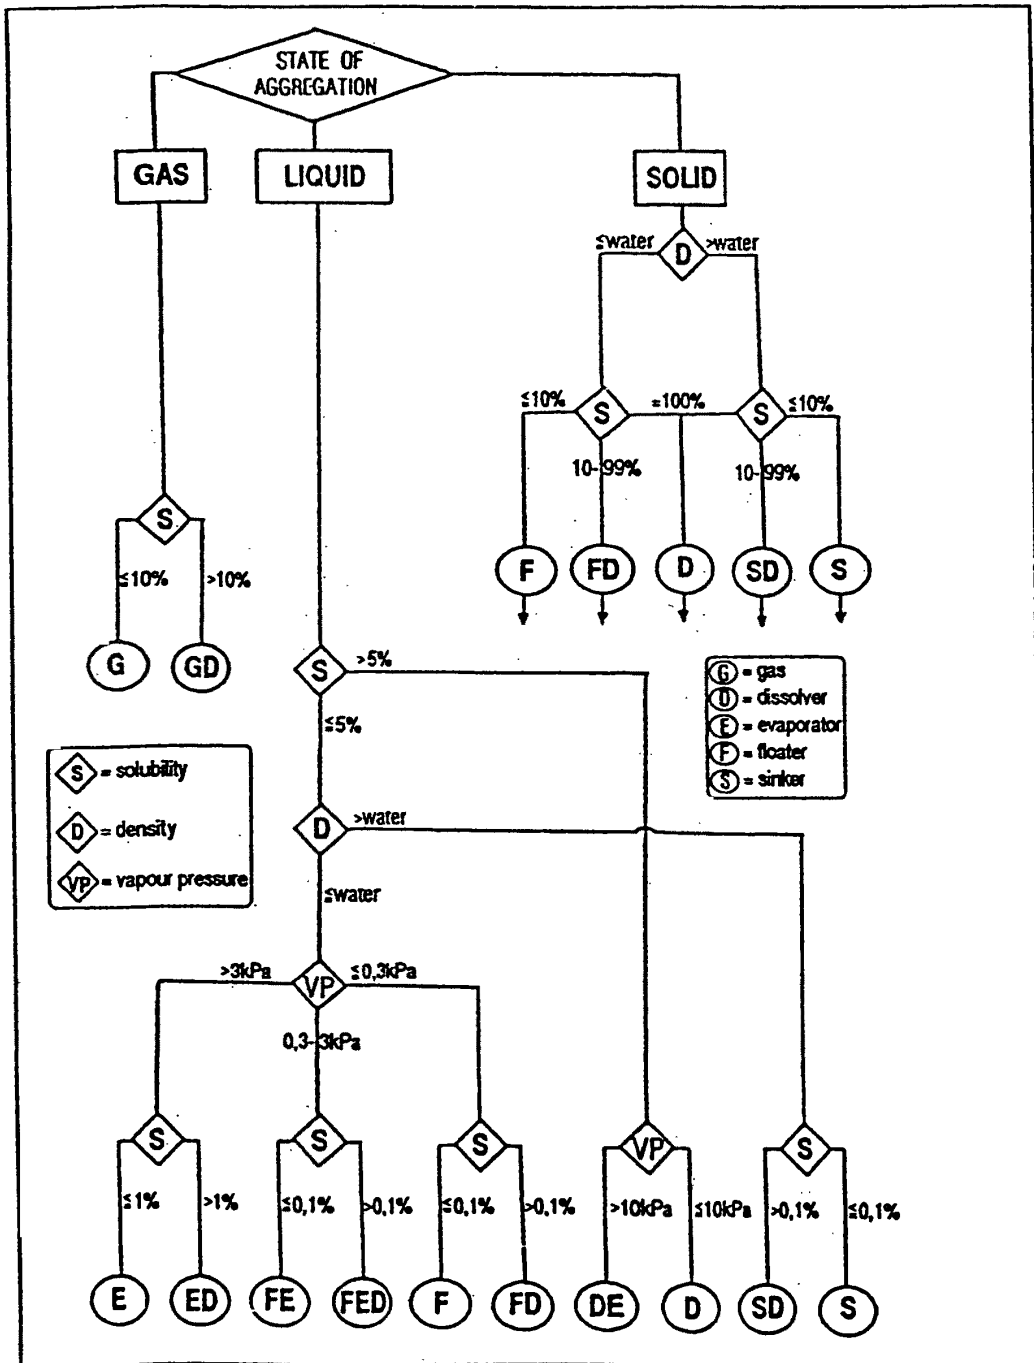 STATE OF
AGGREGATION
GAS
LIQUID
SOLID
≤water
D
>water
≤10%
S
=100%
S
≤10%
10-99%
10-99%
S
≤10%
>10%
F
FD
D
SD
S
G
GD
S
>5%
≤5%
G = gas
D = dissolver
E = evaporator
F = floater
S = sinker
S = solubility
D = density
VP = vapour pressure
D
>water
≤water
>3kPa
VP
≤0,3kPa
0,3-3kPa
S
S
S
VP
S
≤1%
>1%
≤0,1%
>0,1%
≤0,1%
>0,1%
>10kPa
≤10kPa
>0,1%
≤0,1%
E
ED
FE
FED
F
FD
DE
D
SD
S